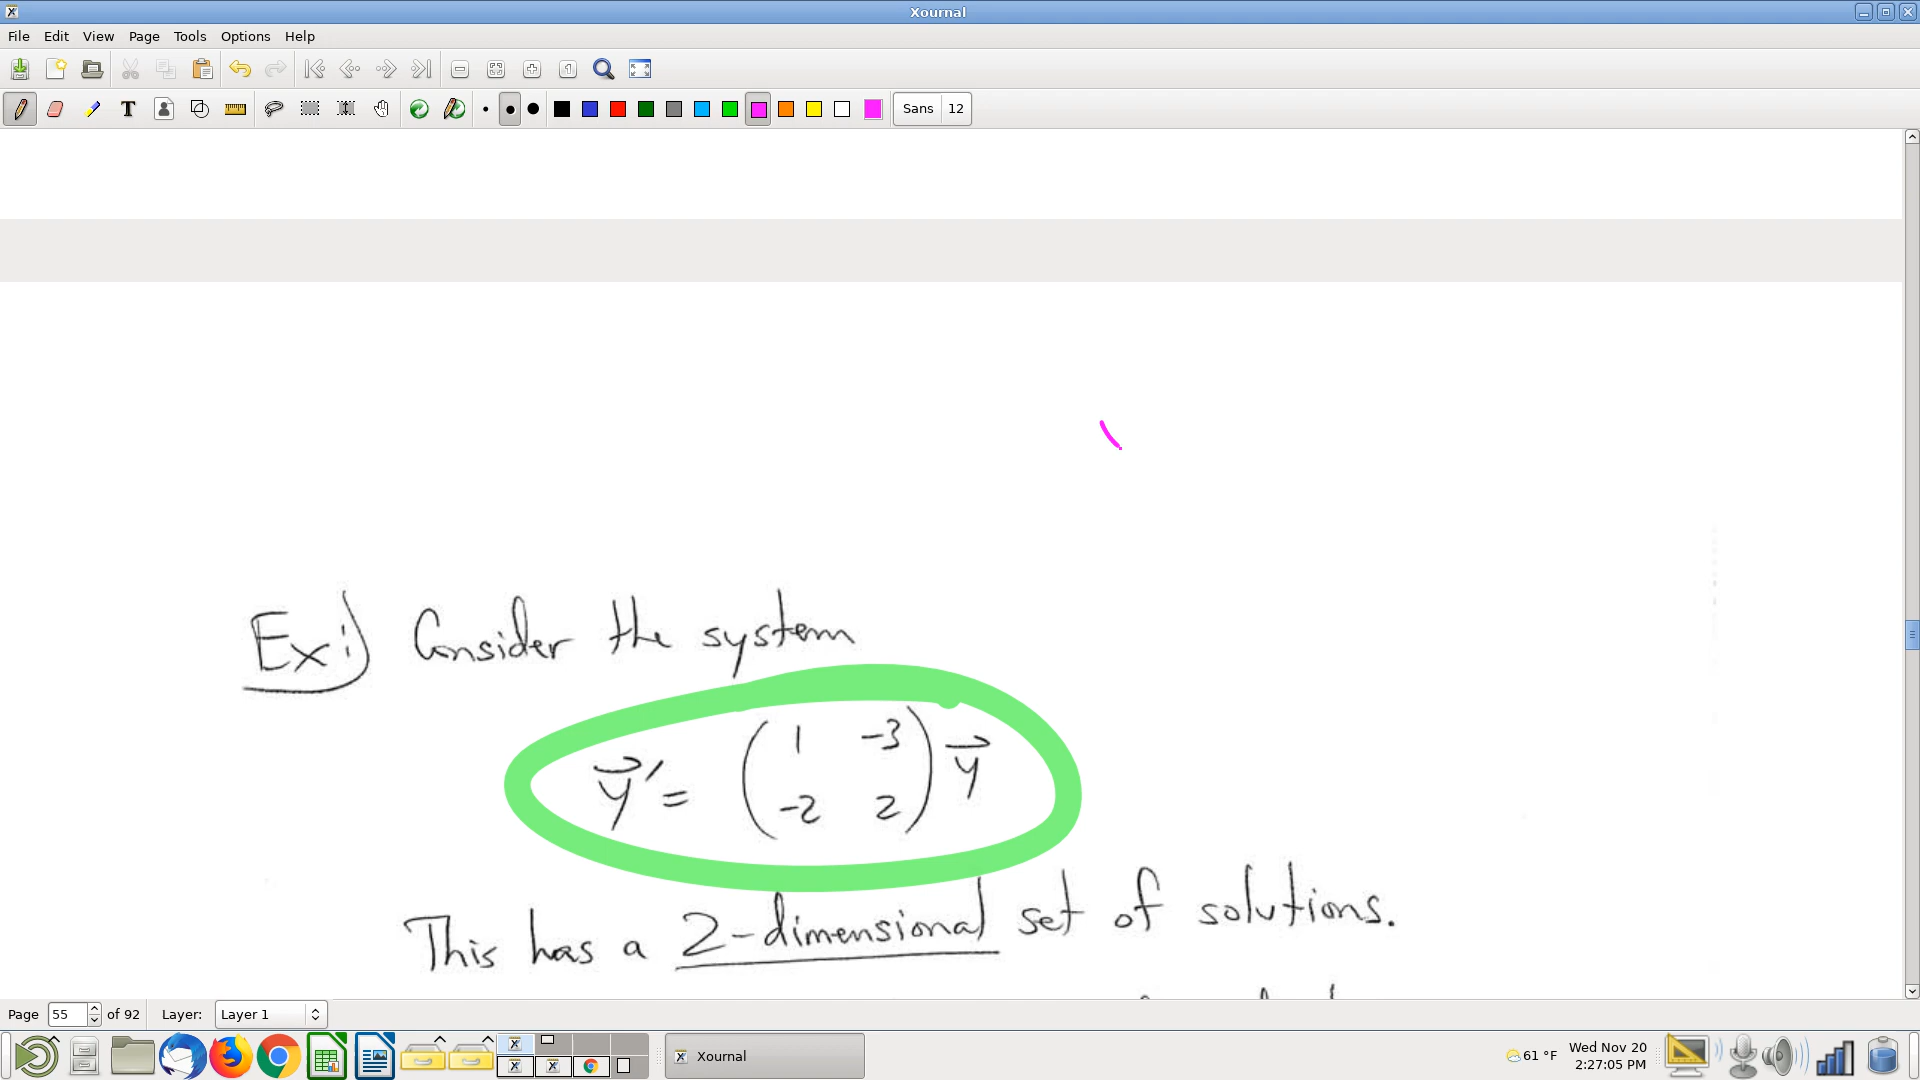 Xournal
File Edit View Page Tools Options Help
Sans 12
Ex:) Consider the system
y⃗′ = ( 1 -3
-2 2 ) y⃗
This has a 2-dimensional set of solutions.
Page 55 of 92 Layer: Layer 1
Xournal
61 °F
Wed Nov 20
2:27:05 PM